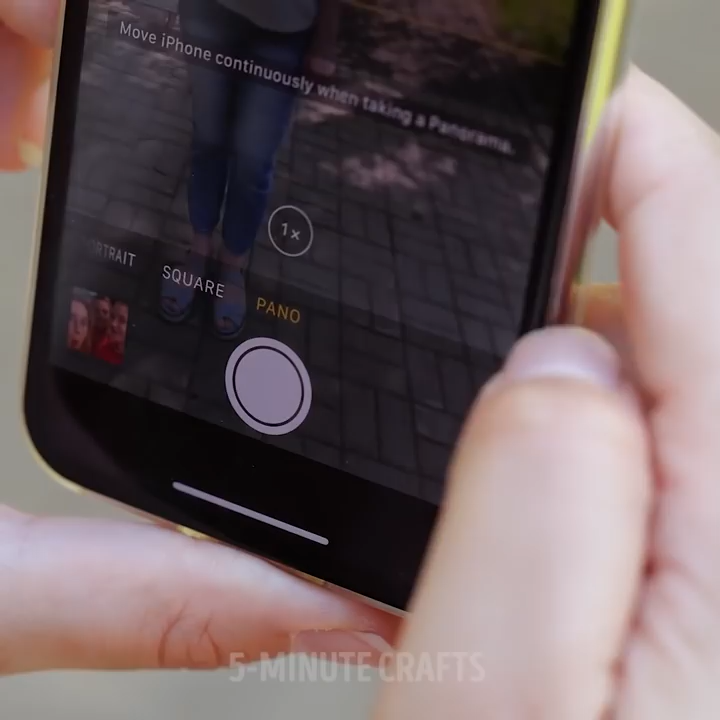 Move iPhone continuously when taking a Panorama.
1×
RTRAIT SQUARE PANO
5-MINUTE CRAFTS